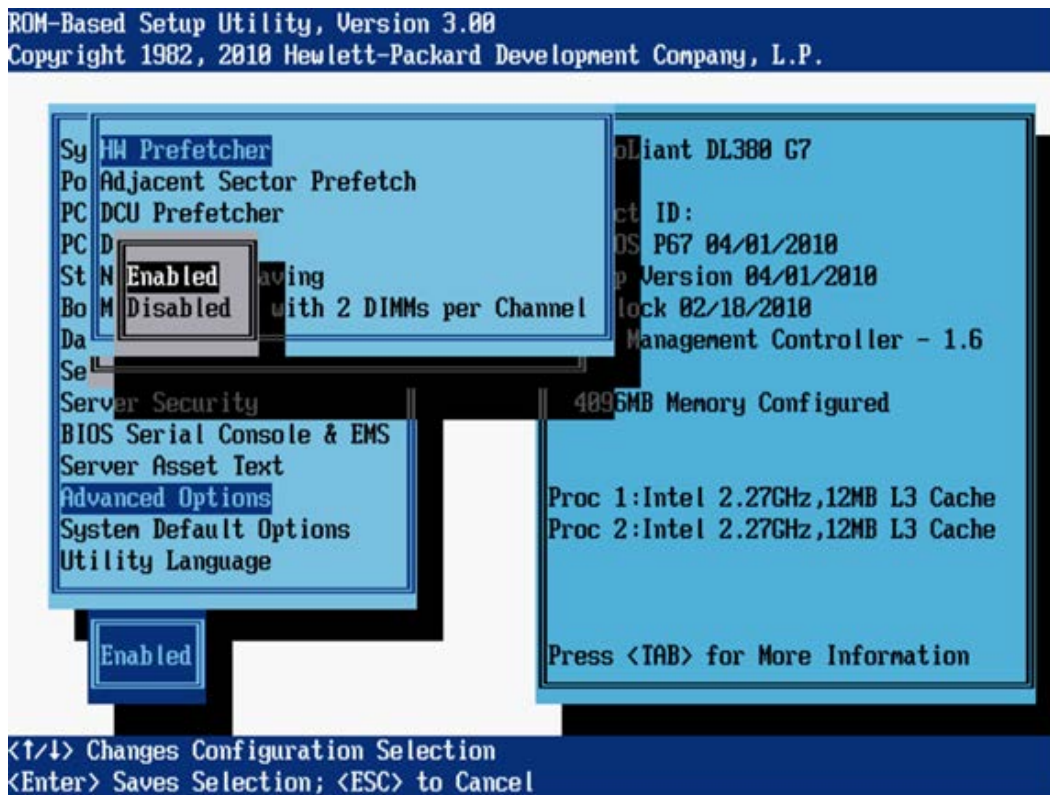 ROM-Based Setup Utility, Version 3.00
Copyright 1982, 2010 Hewlett-Packard Development Company, L.P.
HW Prefetcher
Adjacent Sector Prefetch
DCU Prefetcher
Enabled
Disabled
with 2 DIMMs per Channel
Server Security
BIOS Serial Console & EMS
Server Asset Text
Advanced Options
System Default Options
Utility Language
Enabled
DL380 G7
ID:
P67 04/01/2010
Version 04/01/2010
02/18/2010
Management Controller - 1.6
4096MB Memory Configured
Proc 1:Intel 2.27GHz,12MB L3 Cache
Proc 2:Intel 2.27GHz,12MB L3 Cache
Press <TAB> for More Information
<↑/↓> Changes Configuration Selection
<Enter> Saves Selection; <ESC> to Cancel